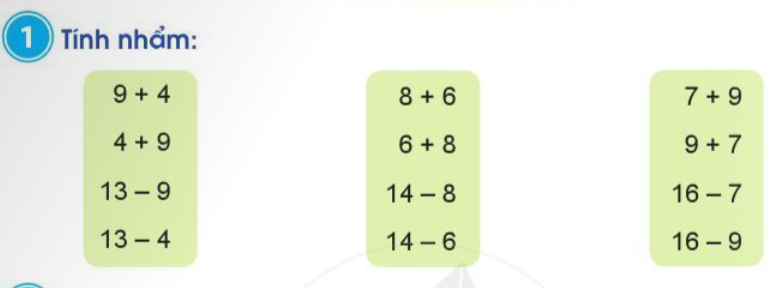 1 Tính nhẩm:
9 + 4
4 + 9
13 – 9
13 – 4
8 + 6
6 + 8
14 – 8
14 – 6
7 + 9
9 + 7
16 – 7
16 – 9